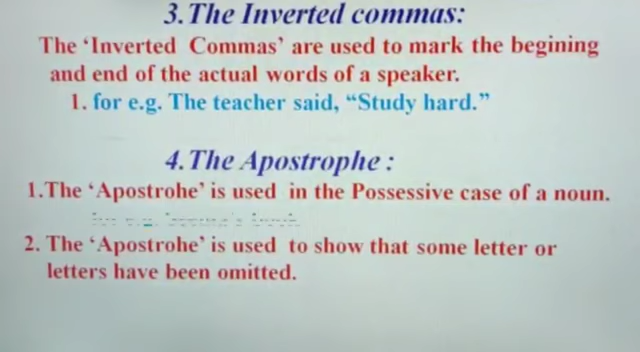 3. The Inverted commas:
The ‘Inverted Commas’ are used to mark the begining
and end of the actual words of a speaker.
1. for e.g. The teacher said, “Study hard.”
4. The Apostrophe :
1.The ‘Apostrohe’ is used in the Possessive case of a noun.
2. The ‘Apostrohe’ is used to show that some letter or
letters have been omitted.